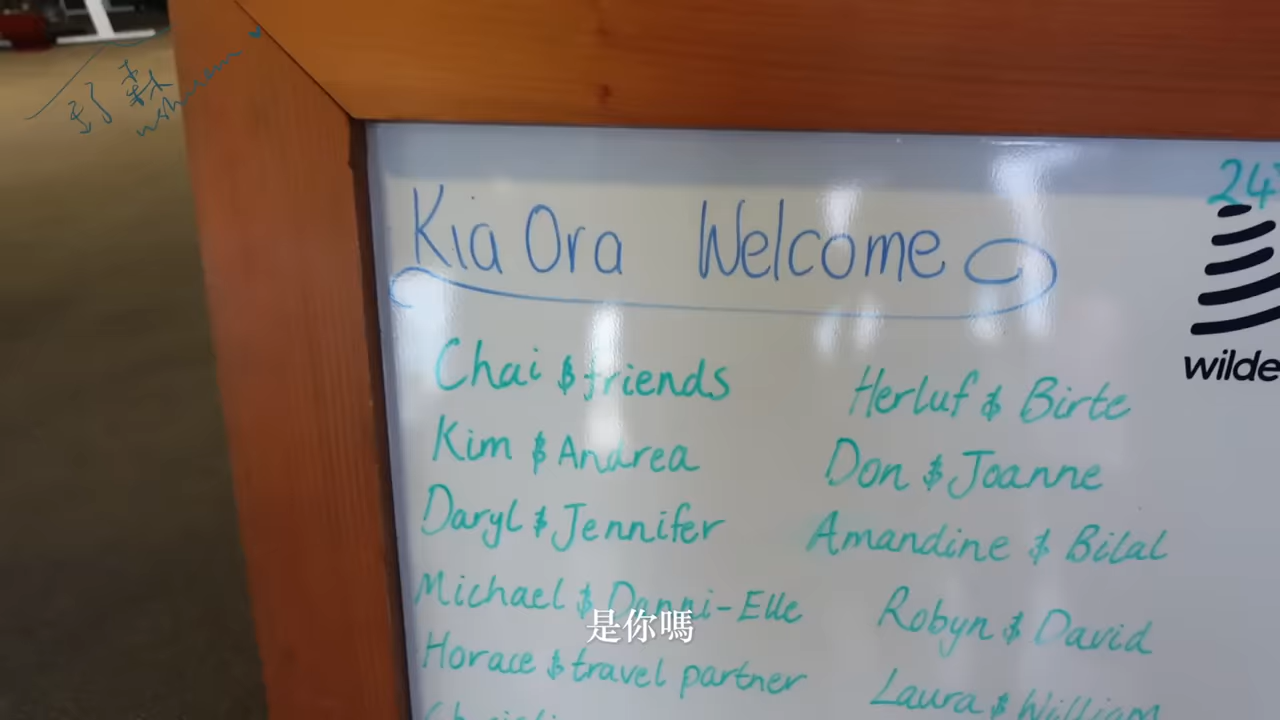 Kia Ora Welcome
24
wilde
Chai & friends
Kim & Andrea
Daryl & Jennifer
Michael & Danni-Elle
Horace & travel partner
Herluf & Birte
Don & Joanne
Amandine & Bilal
Robyn & David
Laura & William
是你嗎